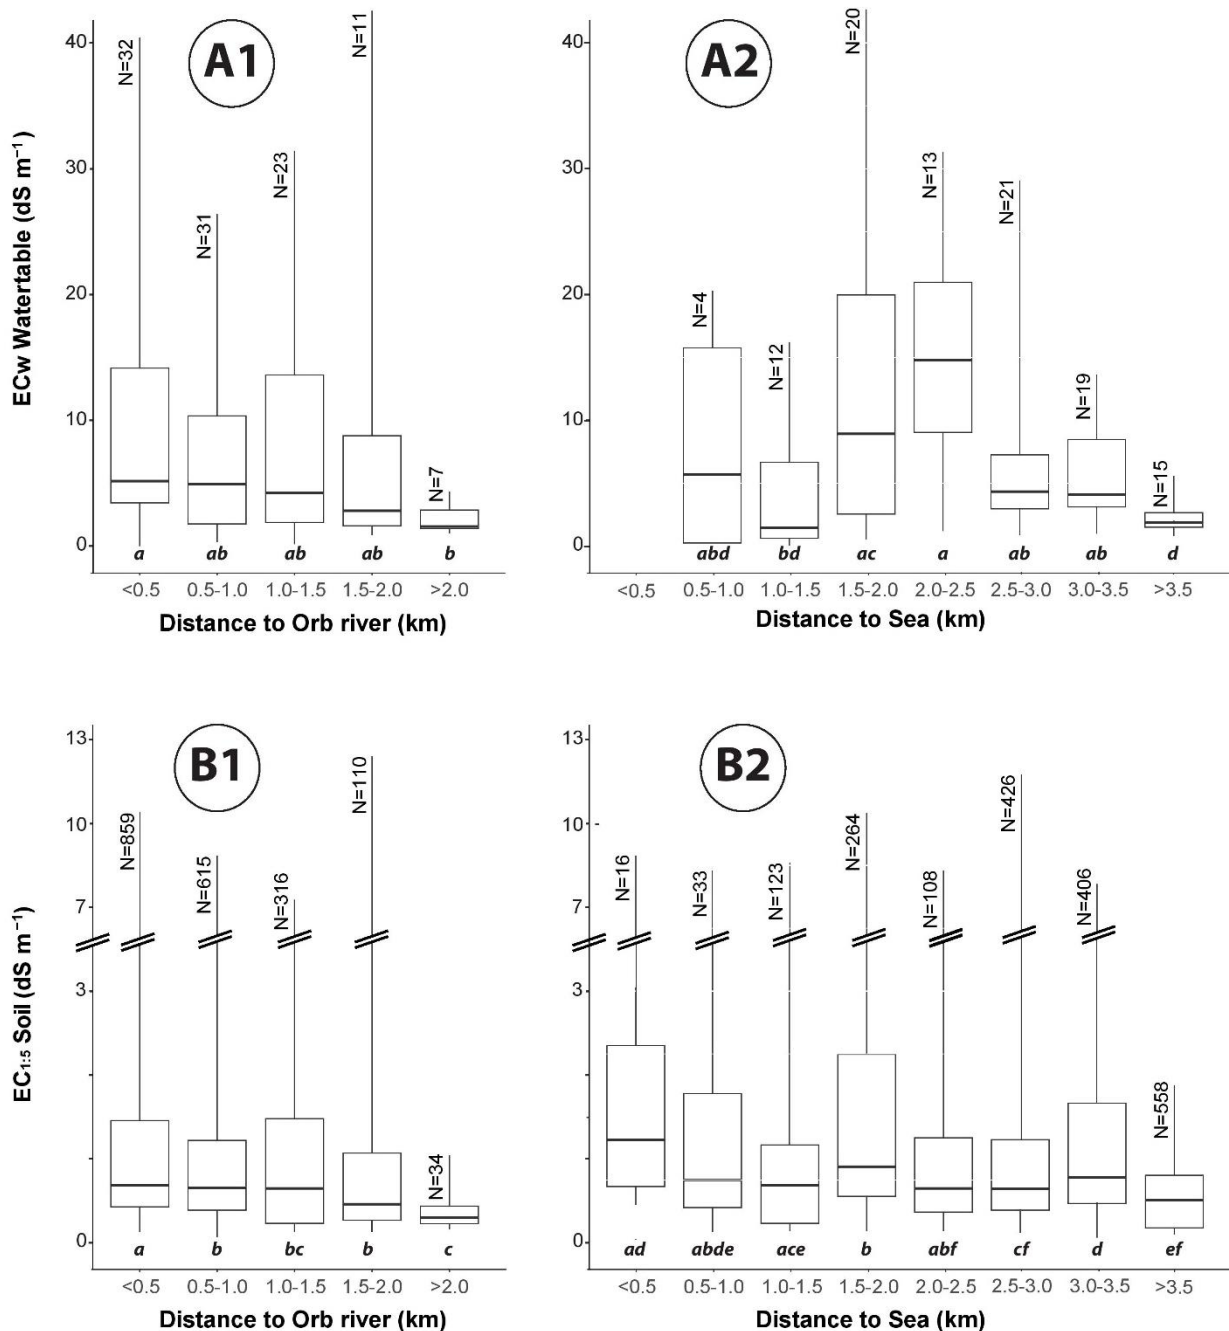 A1
N=32
N=31
N=23
N=11
N=7
40
30
20
10
0
ECw Watertable (dS m⁻¹)
a ab ab ab b
<0.5 0.5-1.0 1.0-1.5 1.5-2.0 >2.0
Distance to Orb river (km)
A2
N=4
N=12
N=20
N=13
N=21
N=19
N=15
40
30
20
10
0
abd bd ac a ab ab d
<0.5 0.5-1.0 1.0-1.5 1.5-2.0 2.0-2.5 2.5-3.0 3.0-3.5 >3.5
Distance to Sea (km)
B1
N=859
N=615
N=316
N=110
N=34
13
10
7
3
0
EC1:5 Soil (dS m⁻¹)
a b bc b c
<0.5 0.5-1.0 1.0-1.5 1.5-2.0 >2.0
Distance to Orb river (km)
B2
N=16
N=33
N=123
N=264
N=108
N=426
N=406
N=558
13
10
7
3
0
ad abde ace b abf cf d ef
<0.5 0.5-1.0 1.0-1.5 1.5-2.0 2.0-2.5 2.5-3.0 3.0-3.5 >3.5
Distance to Sea (km)